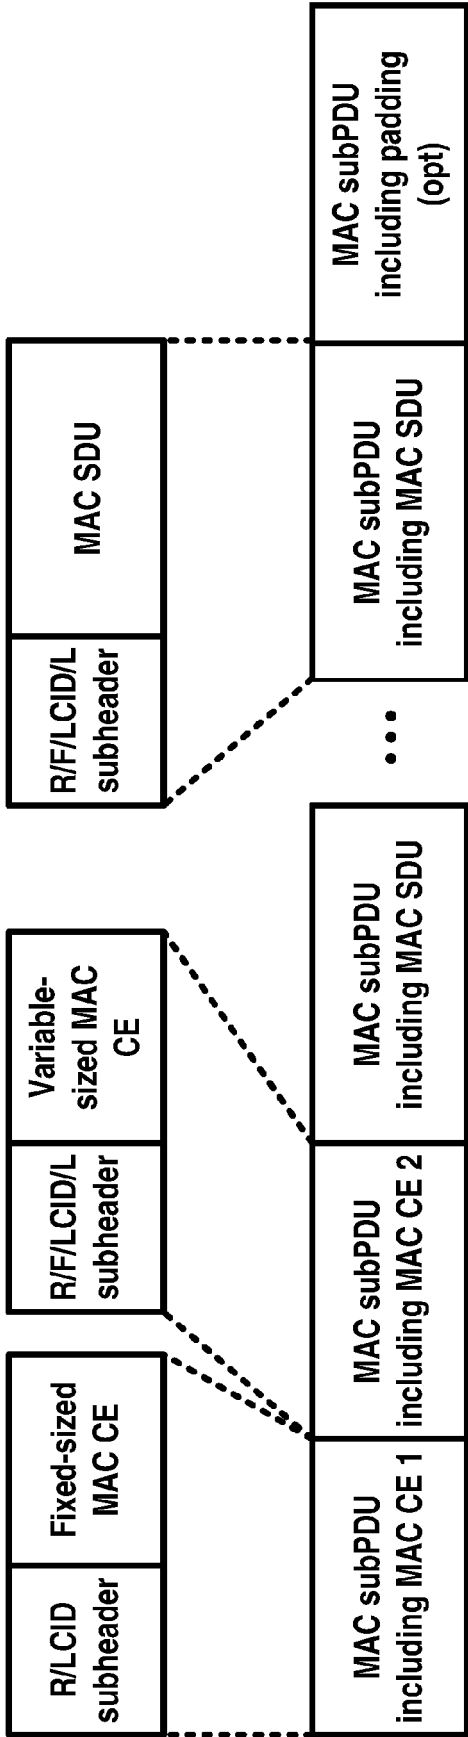 R/LCID
subheader
Fixed-sized
MAC CE
R/F/LCID/L
subheader
Variable-
sized MAC
CE
R/F/LCID/L
subheader
MAC SDU
MAC subPDU
including MAC CE 1
MAC subPDU
including MAC CE 2
MAC subPDU
including MAC SDU
•••
MAC subPDU
including MAC SDU
MAC subPDU
including padding
(opt)